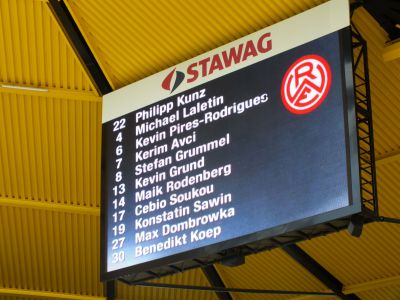 STAWAG
22 Philipp Kunz
4 Michael Laletin
6 Kevin Pires-Rodrigues
7 Kerim Avci
8 Stefan Grummel
13 Kevin Grund
14 Maik Rodenberg
17 Cebio Soukou
19 Konstatin Sawin
27 Max Dombrowka
30 Benedikt Koep
RWE